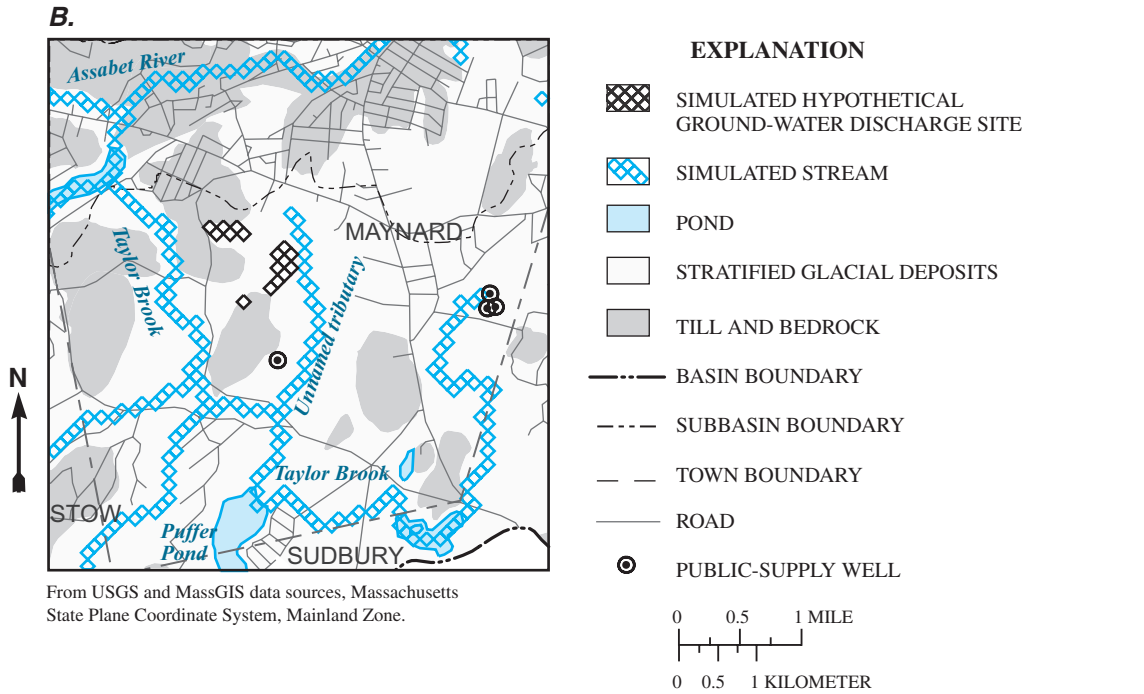 B.
Assabet River
MAYNARD
Taylor Brook
Unnamed tributary
Taylor Brook
STOW
Puffer
Pond
SUDBURY
N
From USGS and MassGIS data sources, Massachusetts
State Plane Coordinate System, Mainland Zone.
EXPLANATION
SIMULATED HYPOTHETICAL
GROUND-WATER DISCHARGE SITE
SIMULATED STREAM
POND
STRATIFIED GLACIAL DEPOSITS
TILL AND BEDROCK
BASIN BOUNDARY
SUBBASIN BOUNDARY
TOWN BOUNDARY
ROAD
PUBLIC-SUPPLY WELL
0 0.5 1 MILE
0 0.5 1 KILOMETER